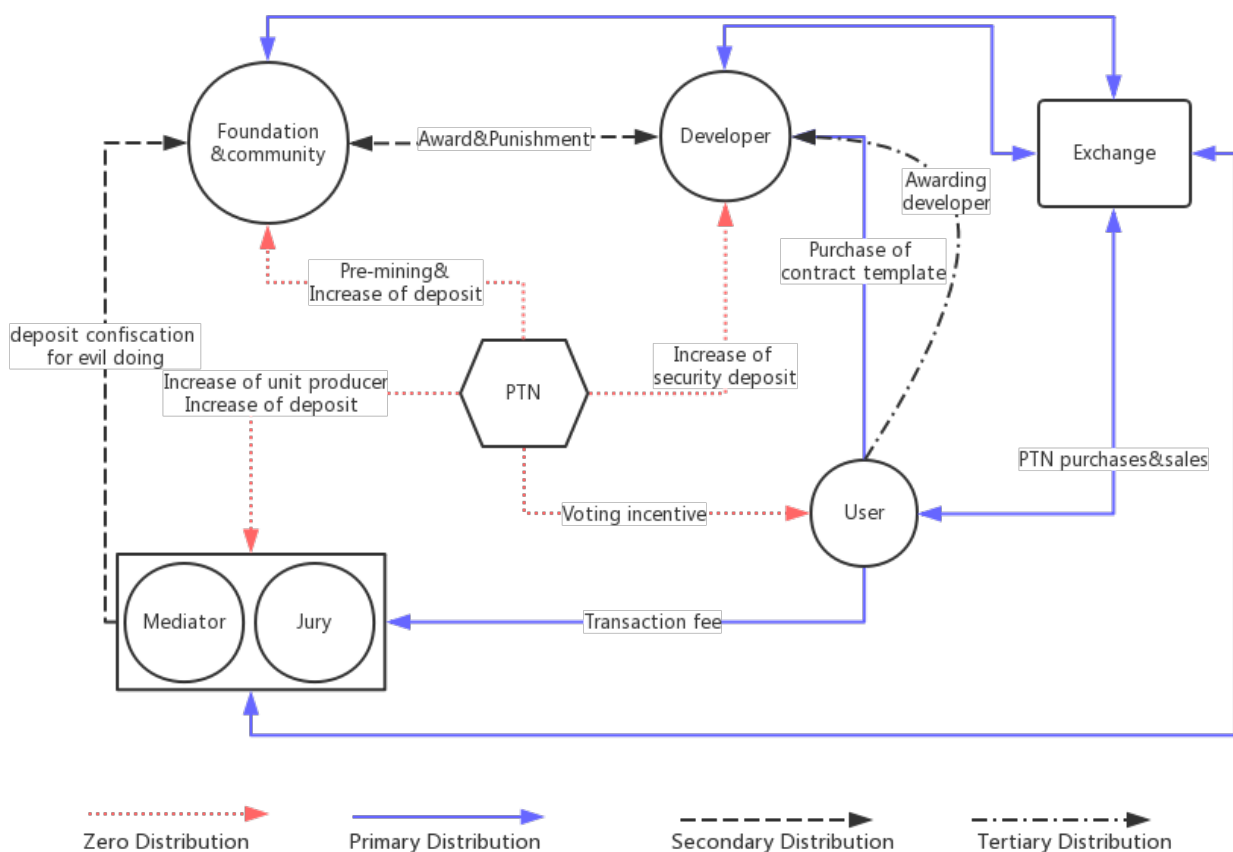 Foundation
&community
Award&Punishment
Developer
Exchange
Awarding
developer
Purchase of
contract template
Pre-mining&
Increase of deposit
deposit confiscation
for evil doing
Increase of unit producer
Increase of deposit
PTN
Increase of
security deposit
PTN purchases&sales
Voting incentive
User
Mediator
Jury
Transaction fee
Zero Distribution
Primary Distribution
Secondary Distribution
Tertiary Distribution